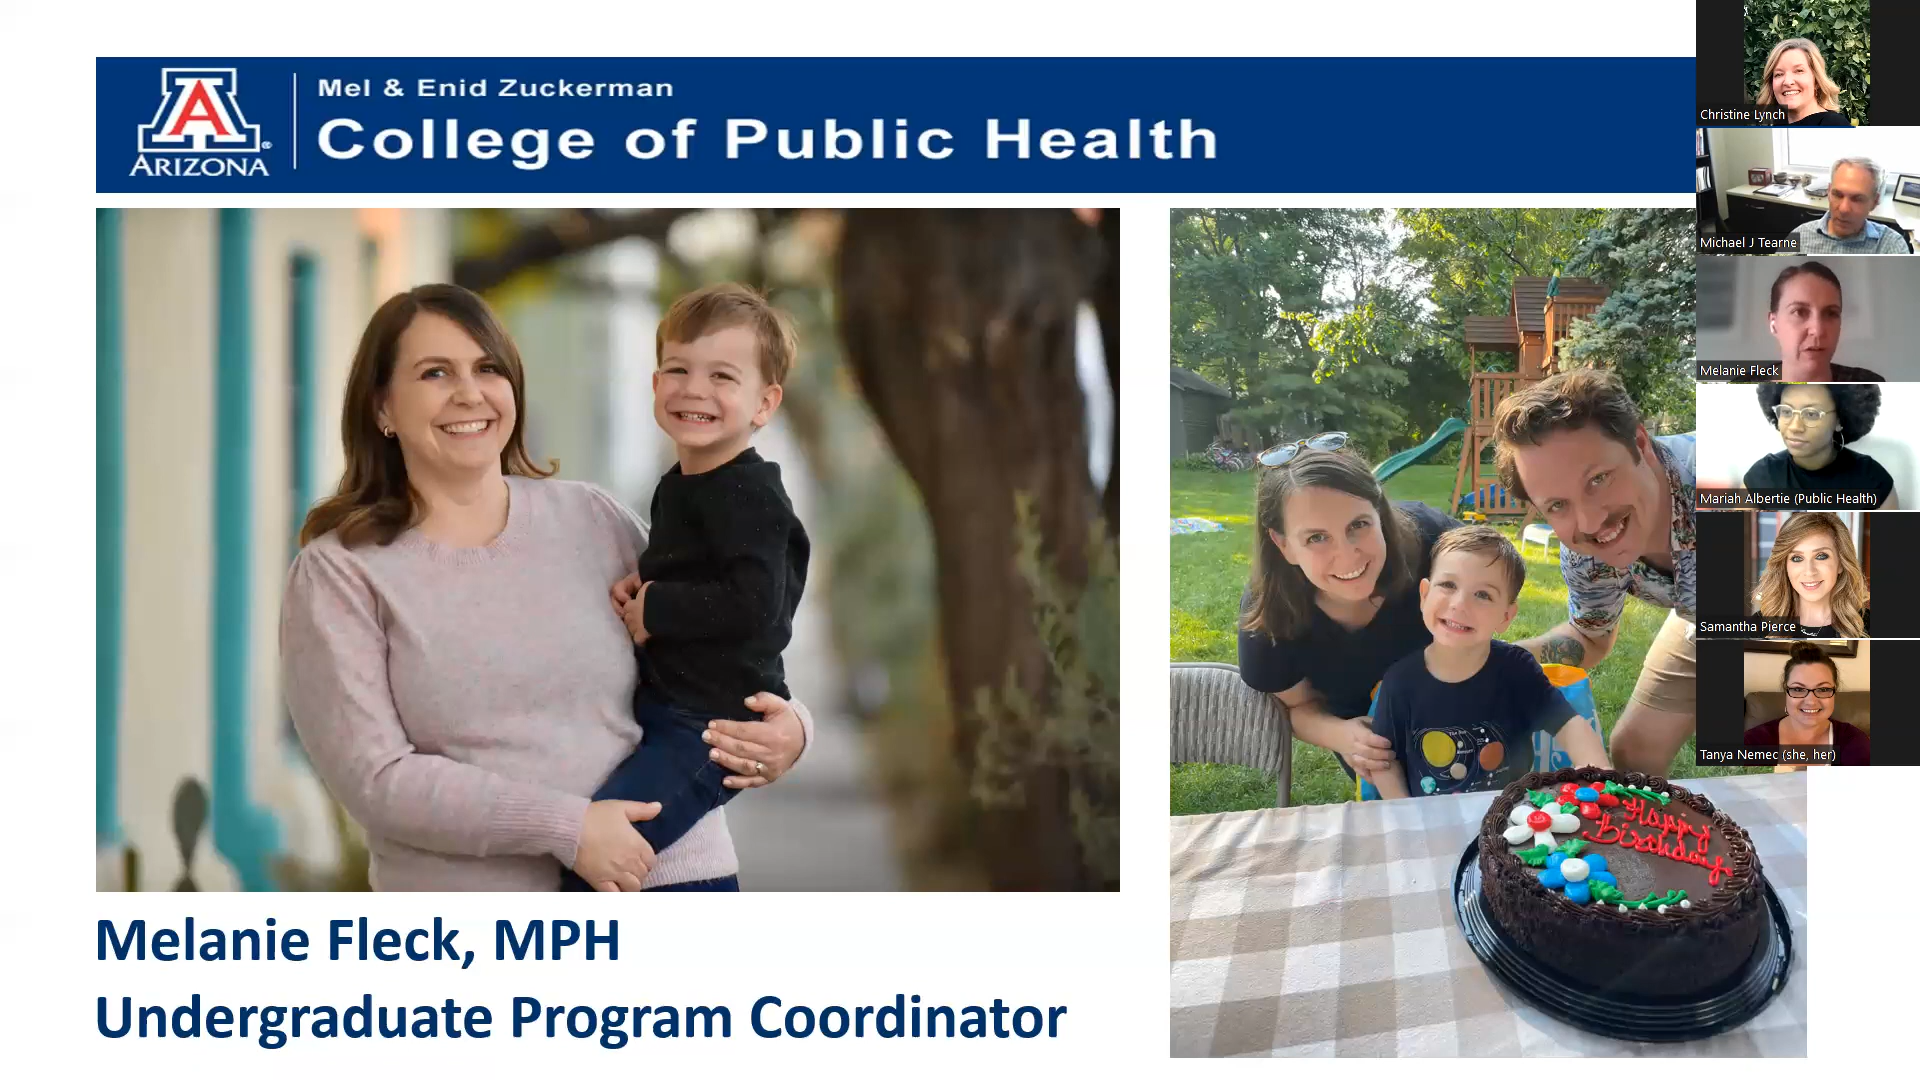 Mel & Enid Zuckerman
College of Public Health
A
ARIZONA
®
Melanie Fleck, MPH
Undergraduate Program Coordinator
Happy
Birthday
Christine Lynch
Michael J Tearne
Melanie Fleck
Mariah Albertie (Public Health)
Samantha Pierce
Tanya Nemec (she, her)